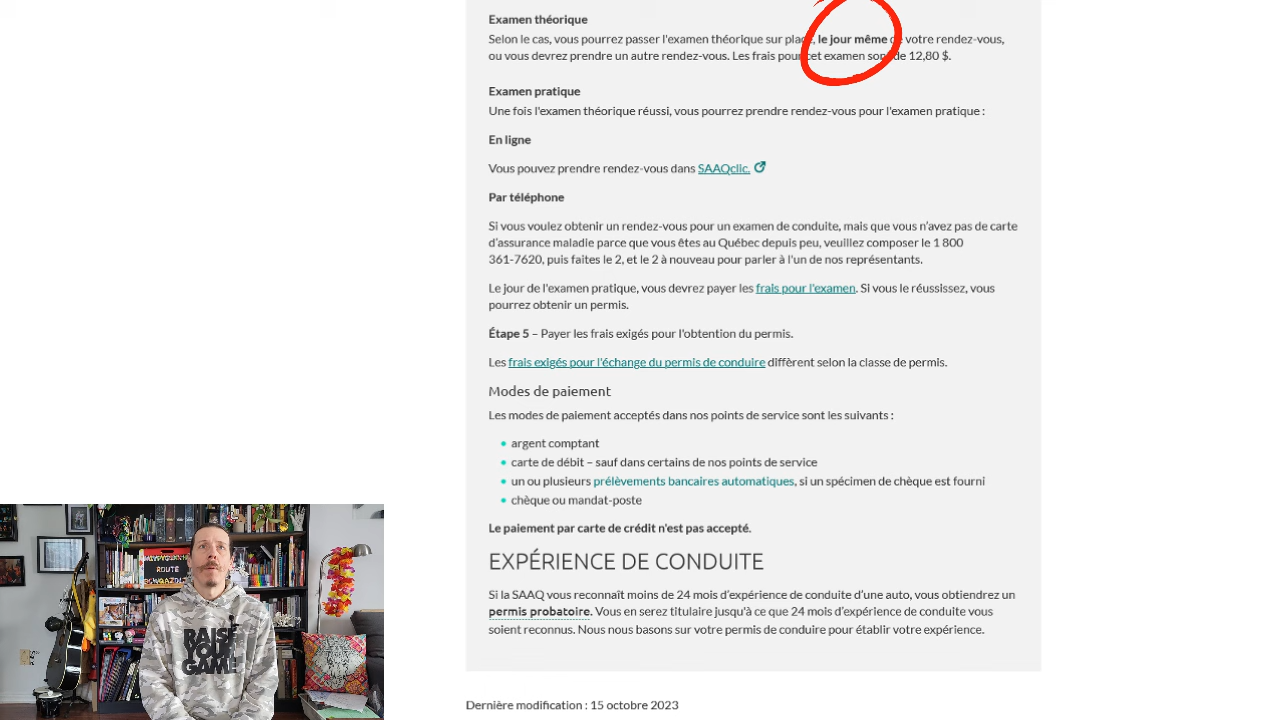 Examen théorique
Selon le cas, vous pourrez passer l'examen théorique sur place, le jour même de votre rendez-vous,
ou vous devrez prendre un autre rendez-vous. Les frais pour cet examen sont de 12,80 $.
Examen pratique
Une fois l'examen théorique réussi, vous pourrez prendre rendez-vous pour l'examen pratique :
En ligne
Vous pouvez prendre rendez-vous dans SAAQclic.
Par téléphone
Si vous voulez obtenir un rendez-vous pour un examen de conduite, mais que vous n’avez pas de carte
d’assurance maladie parce que vous êtes au Québec depuis peu, veuillez composer le 1 800
361-7620, puis faites le 2, et le 2 à nouveau pour parler à l'un de nos représentants.
Le jour de l'examen pratique, vous devrez payer les frais pour l'examen. Si vous le réussissez, vous
pourrez obtenir un permis.
Étape 5 – Payer les frais exigés pour l'obtention du permis.
Les frais exigés pour l'échange du permis de conduire diffèrent selon la classe de permis.
Modes de paiement
Les modes de paiement acceptés dans nos points de service sont les suivants :
• argent comptant
• carte de débit – sauf dans certains de nos points de service
• un ou plusieurs prélèvements bancaires automatiques, si un spécimen de chèque est fourni
• chèque ou mandat-poste
Le paiement par carte de crédit n'est pas accepté.
EXPÉRIENCE DE CONDUITE
Si la SAAQ vous reconnaît moins de 24 mois d’expérience de conduite d’une auto, vous obtiendrez un
permis probatoire. Vous en serez titulaire jusqu'à ce que 24 mois d’expérience de conduite vous
soient reconnus. Nous nous basons sur votre permis de conduire pour établir votre expérience.
Dernière modification : 15 octobre 2023
ROUTE
RAISE
YOUR
GAME